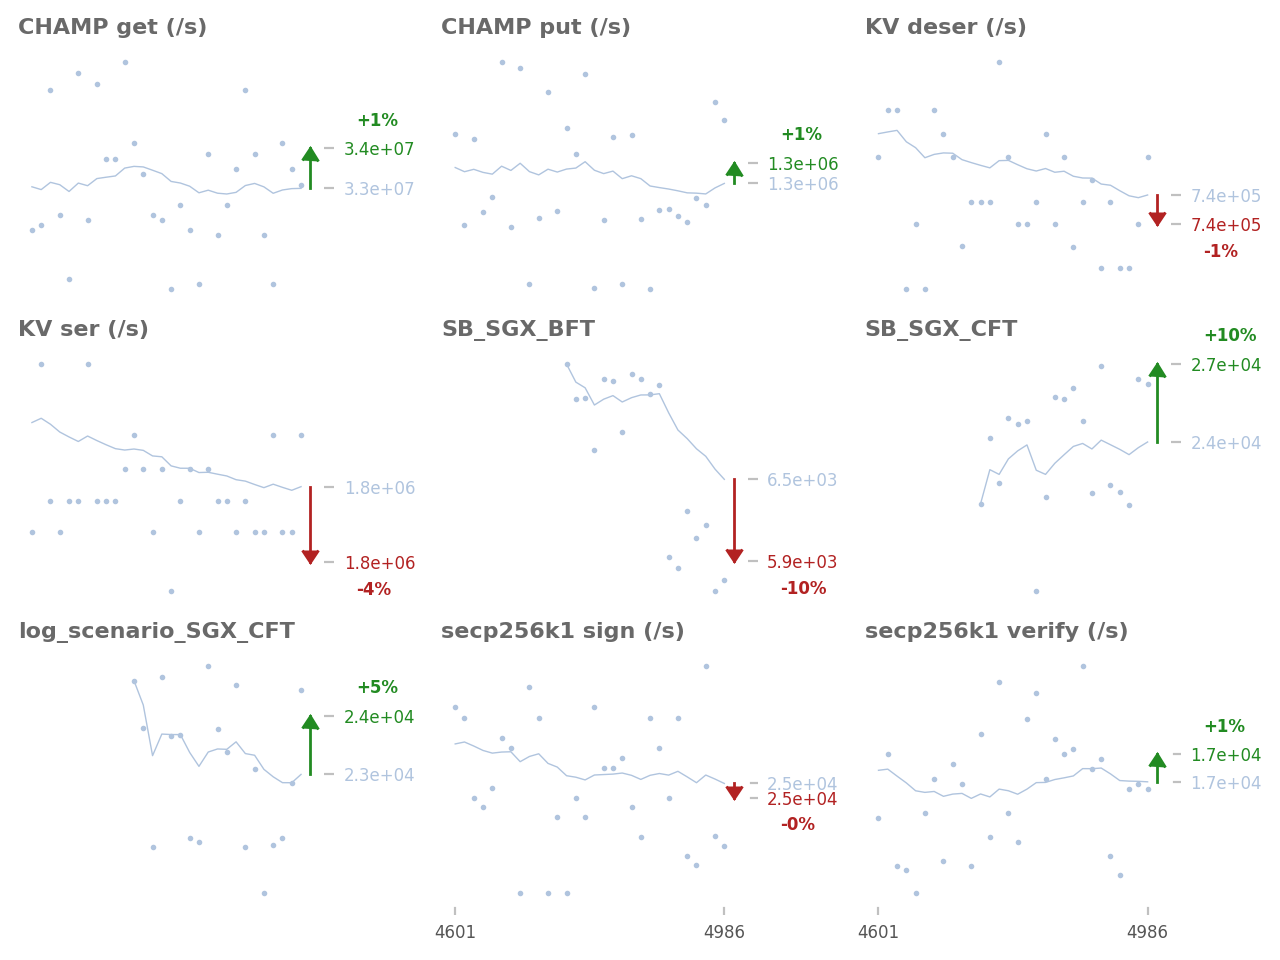 CHAMP get (/s)
+1%
3.4e+07
3.3e+07
CHAMP put (/s)
+1%
1.3e+06
1.3e+06
KV deser (/s)
7.4e+05
7.4e+05
-1%
KV ser (/s)
1.8e+06
1.8e+06
-4%
SB_SGX_BFT
6.5e+03
5.9e+03
-10%
SB_SGX_CFT
+10%
2.7e+04
2.4e+04
log_scenario_SGX_CFT
+5%
2.4e+04
2.3e+04
secp256k1 sign (/s)
2.5e+04
2.5e+04
-0%
4601
4986
secp256k1 verify (/s)
+1%
1.7e+04
1.7e+04
4601
4986